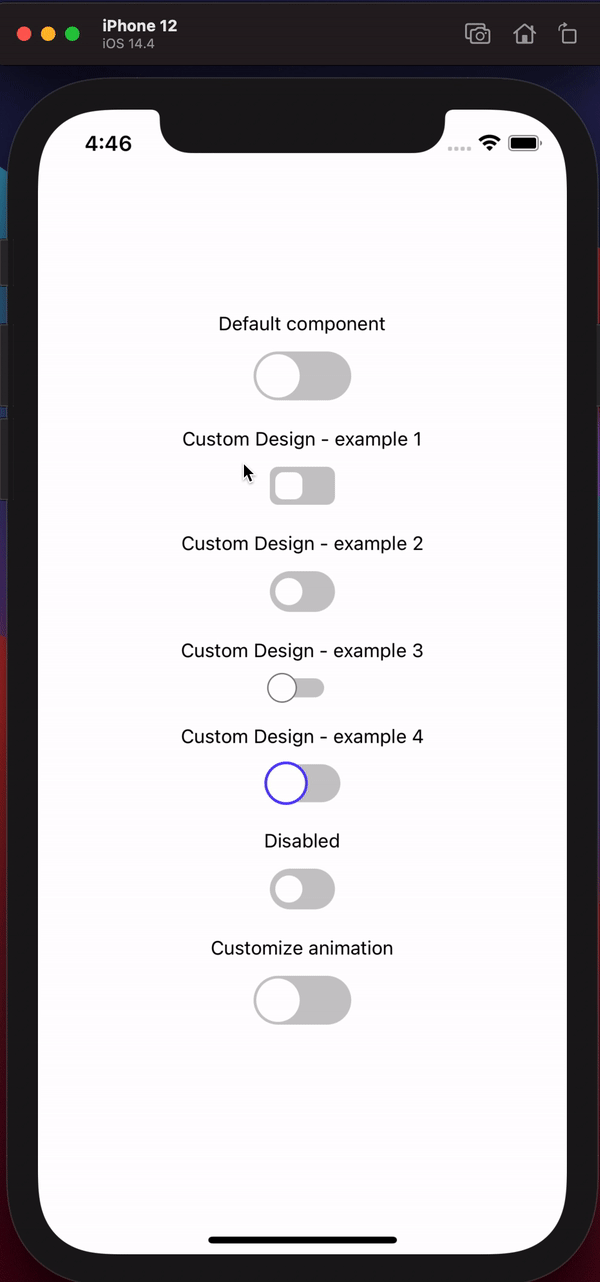 iPhone 12
iOS 14.4
4:46
Default component
Custom Design - example 1
Custom Design - example 2
Custom Design - example 3
Custom Design - example 4
Disabled
Customize animation